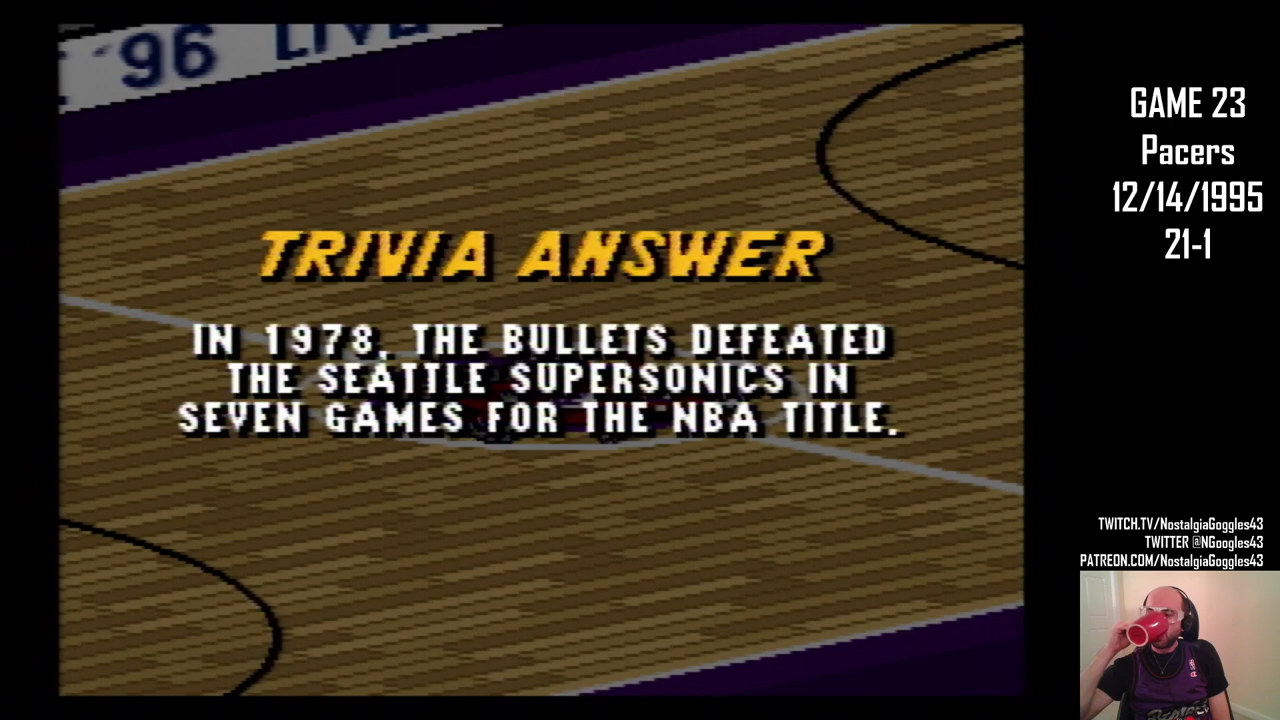 '96 LIVE
TRIVIA ANSWER
IN 1978, THE BULLETS DEFEATED
THE SEATTLE SUPERSONICS IN
SEVEN GAMES FOR THE NBA TITLE.
GAME 23
Pacers
12/14/1995
21-1
TWITCH.TV/NostalgiaGoggles43
TWITTER @NGoogles43
PATREON.COM/NostalgiaGoggles43